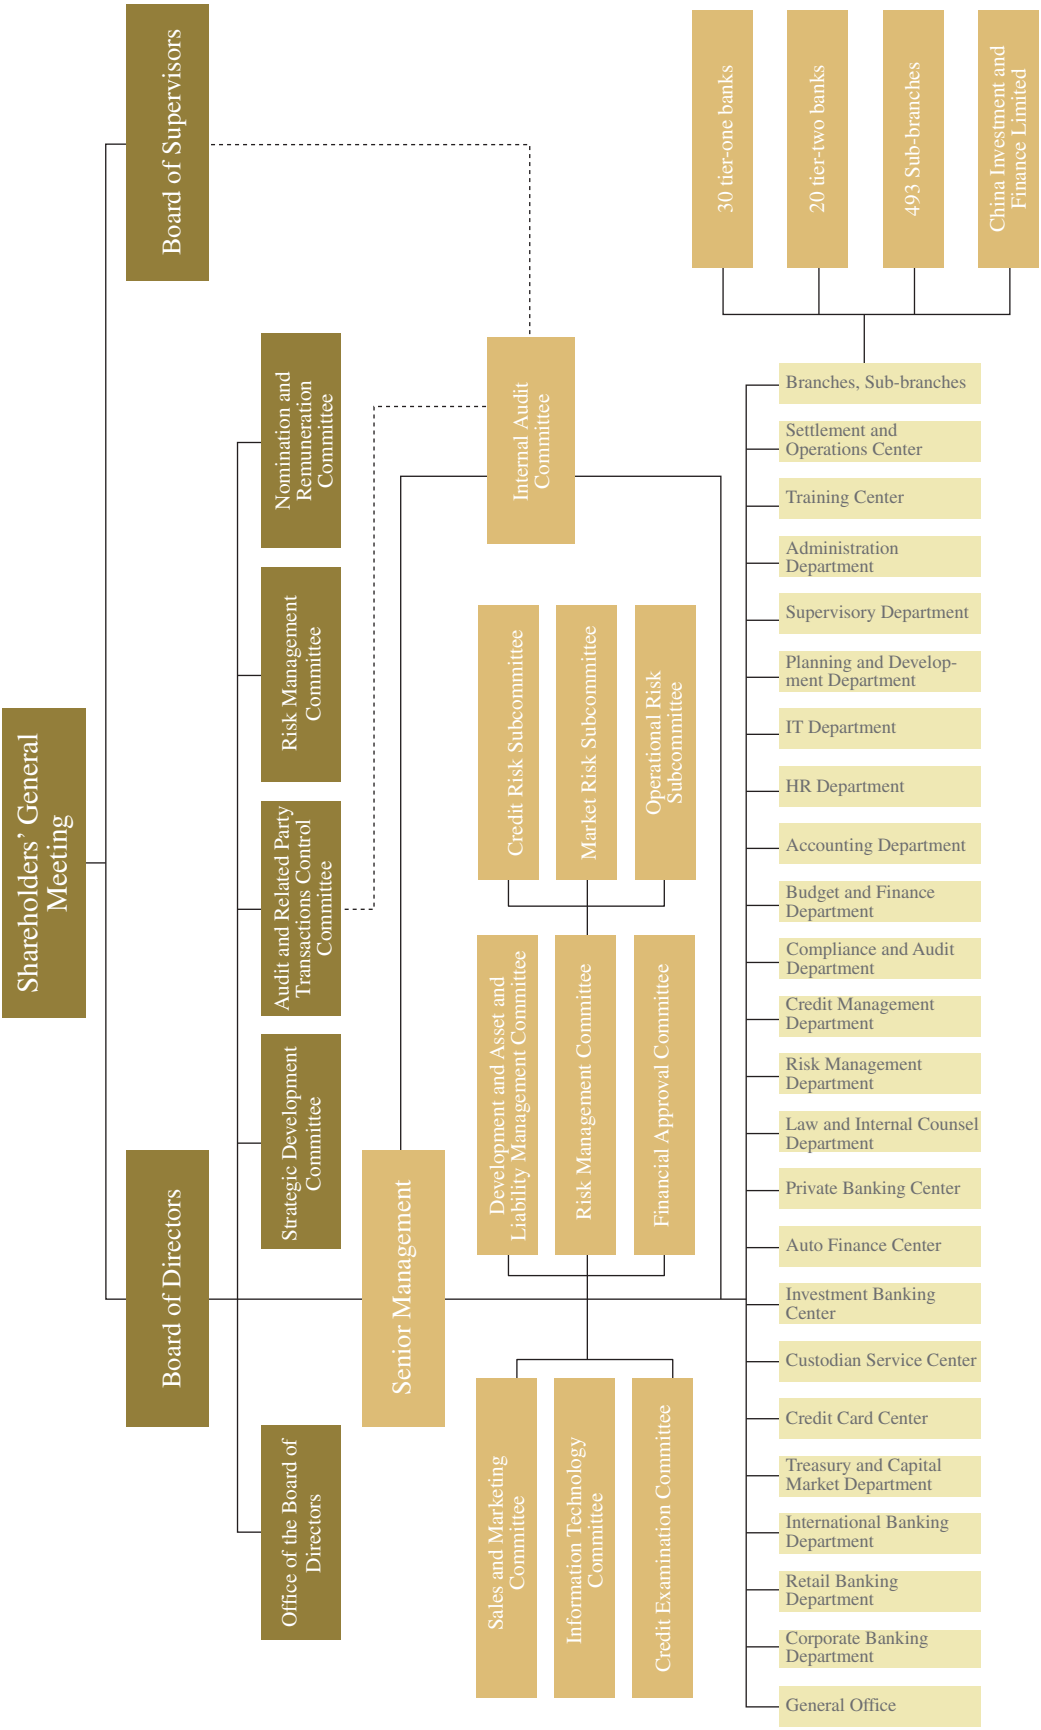 Shareholders’ General
Meeting
Board of Directors
Board of Supervisors
Office of the Board of
Directors
Strategic Development
Committee
Audit and Related Party
Transactions Control
Committee
Risk Management
Committee
Nomination and
Remuneration
Committee
Senior Management
Internal Audit
Committee
Sales and Marketing
Committee
Information Technology
Committee
Credit Examination Committee
Development and Asset and
Liability Management Committee
Risk Management Committee
Financial Approval Committee
Credit Risk Subcommittee
Market Risk Subcommittee
Operational Risk
Subcommittee
30 tier-one banks
20 tier-two banks
493 Sub-branches
China Investment and
Finance Limited
Branches, Sub-branches
Settlement and
Operations Center
Training Center
Administration
Department
Supervisory Department
Planning and Develop-
ment Department
IT Department
HR Department
Accounting Department
Budget and Finance
Department
Compliance and Audit
Department
Credit Management
Department
Risk Management
Department
Law and Internal Counsel
Department
Private Banking Center
Auto Finance Center
Investment Banking
Center
Custodian Service Center
Credit Card Center
Treasury and Capital
Market Department
International Banking
Department
Retail Banking
Department
Corporate Banking
Department
General Office